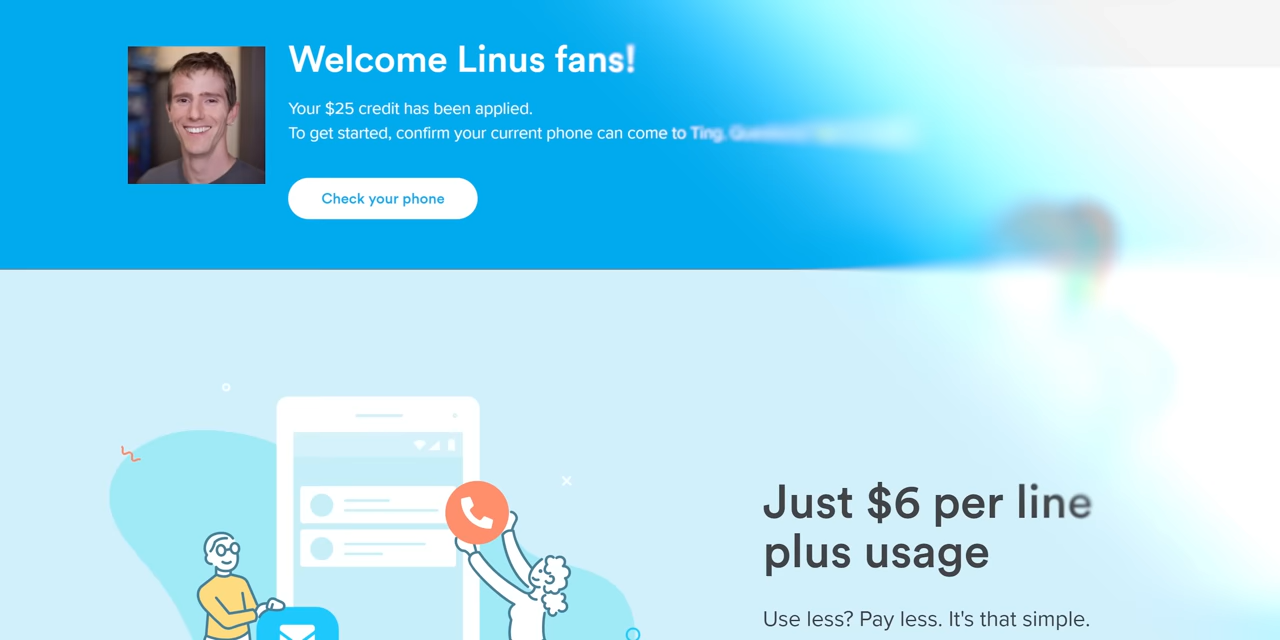 Welcome Linus fans!
Your $25 credit has been applied.
To get started, confirm your current phone can come to Ting. Questions?
Check your phone
Just $6 per line
plus usage
Use less? Pay less. It's that simple.